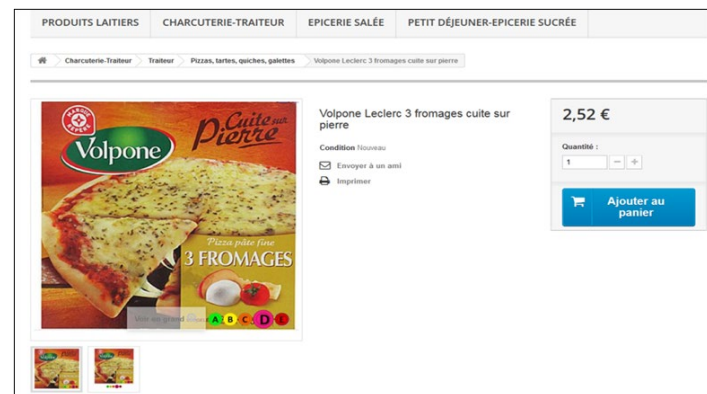 PRODUITS LAITIERS CHARCUTERIE-TRAITEUR EPICERIE SALÉE PETIT DÉJEUNER-EPICERIE SUCRÉE
Charcuterie-Traiteur Traiteur Pizzas, tartes, quiches, galettes Volpone Leclerc 3 fromages cuite sur pierre
MARQUE REPÈRE
Volpone
Cuite sur
Pierre
Pizza pâte fine
3 FROMAGES
Voir en grand
A B C D E
Volpone Leclerc 3 fromages cuite sur
pierre
Condition Nouveau
Envoyer à un ami
Imprimer
2,52 €
Quantité :
1
Ajouter au
panier